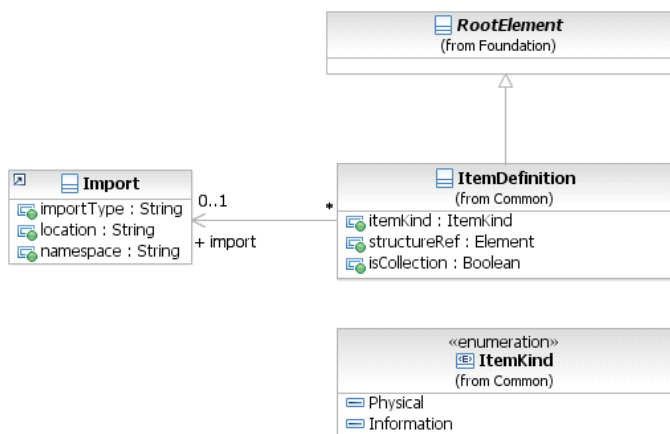 RootElement
(from Foundation)
Import
importType : String
location : String
namespace : String
0..1
+ import
*
ItemDefinition
(from Common)
itemKind : ItemKind
structureRef : Element
isCollection : Boolean
«enumeration»
ItemKind
(from Common)
Physical
Information